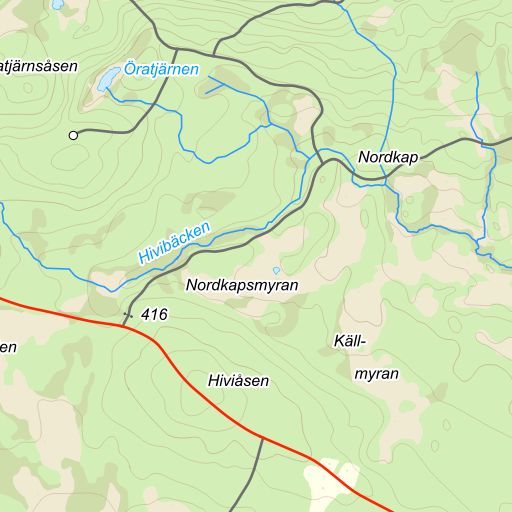 atjärnsåsen
Öratjärnen
Nordkap
Hivibäcken
Nordkapsmyran
416
Käll-
myran
en
Hiviåsen